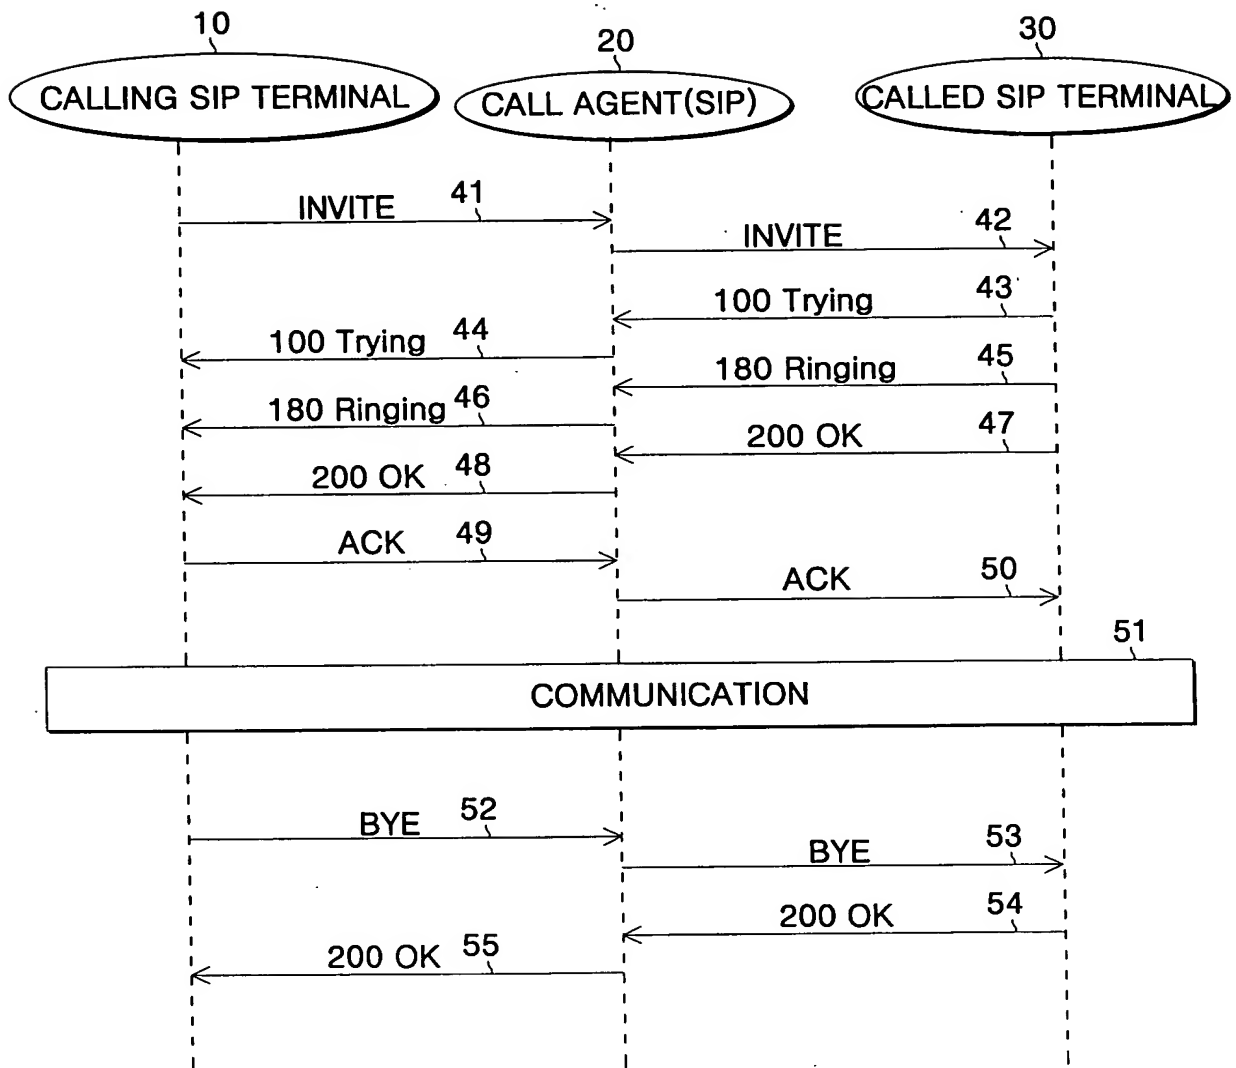 10
20
30
CALLING SIP TERMINAL
CALL AGENT(SIP)
CALLED SIP TERMINAL
INVITE 41
INVITE 42
100 Trying 43
100 Trying 44
180 Ringing 45
180 Ringing 46
200 OK 47
200 OK 48
ACK 49
ACK 50
51
COMMUNICATION
BYE 52
BYE 53
200 OK 54
200 OK 55